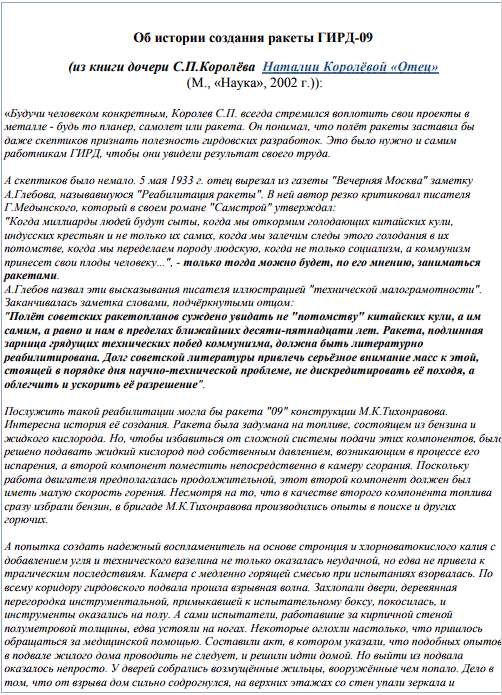 Об истории создания ракеты ГИРД-09
(из книги дочери С.П.Королёва Наталии Королёвой «Отец»
(М., «Наука», 2002 г.)):
«Будучи человеком конкретным, Королев С.П. всегда стремился воплотить свои проекты в
металле - будь то планер, самолет или ракета. Он понимал, что полёт ракеты заставил бы
даже скептиков признать полезность гирдовских разработок. Это было нужно и самим
работникам ГИРД, чтобы они увидели результат своего труда.
А скептиков было немало. 5 мая 1933 г. отец вырезал из газеты "Вечерняя Москва" заметку
А.Глебова, называвшуюся "Реабилитация ракеты". В ней автор резко критиковал писателя
Г.Медынского, который в своем романе "Самстрой" утверждал:
"Когда миллиарды людей будут сыты, когда мы откормим голодающих китайских кули,
индусских крестьян и не только их самих, когда мы залечим следы этого голодания в их
потомстве, когда мы переделаем породу людскую, когда не только социализм, а коммунизм
принесет свои плоды человеку...", - только тогда можно будет, по его мнению, заниматься
ракетами.
А.Глебов назвал эти высказывания писателя иллюстрацией "технической малограмотности".
Заканчивалась заметка словами, подчёркнутыми отцом:
"Полёт советских ракетопланов суждено увидать не "потомству" китайских кули, а им
самим, а равно и нам в пределах ближайших десяти-пятнадцати лет. Ракета, подлинная
зарница грядущих технических побед коммунизма, должна быть литературно
реабилитирована. Долг советской литературы привлечь серьёзное внимание масс к этой,
стоящей в порядке дня научно-технической проблеме, не дискредитировать её походя, а
облегчить и ускорить её разрешение".
Послужить такой реабилитации могла бы ракета "09" конструкции М.К.Тихонравова.
Интересна история её создания. Ракета была задумана на топливе, состоящем из бензина и
жидкого кислорода. Но, чтобы избавиться от сложной системы подачи этих компонентов, было
решено подавать жидкий кислород под собственным давлением, возникающим в процессе его
испарения, а второй компонент поместить непосредственно в камеру сгорания. Поскольку
работа двигателя предполагалась продолжительной, этот второй компонент должен был
иметь малую скорость горения. Несмотря на то, что в качестве второго компонента топлива
сразу избрали бензин, в бригаде М.К.Тихонравова производились опыты в поиске и других
горючих.
А попытка создать надежный воспламенитель на основе стронция и хлорноватокислого калия с
добавлением угля и технического вазелина не только оказалась неудачной, но едва не привела к
трагическим последствиям. Камера с медленно горящей смесью при испытаниях взорвалась. По
всему коридору гирдовского подвала прошла взрывная волна. Захлопали двери, деревянная
перегородка инструментальной, примыкавшей к испытательному боксу, покосилась, и
инструменты оказались на полу. А сами испытатели, работавшие за кирпичной стеной
полуметровой толщины, едва устояли на ногах. Некоторые оглохли настолько, что пришлось
обращаться за медицинской помощью. Составили акт, в котором указали, что подобных опытов
в подвале жилого дома проводить не следует, и решили идти домой. Но выйти из подвала
оказалось непросто. У дверей собрались возмущённые жильцы, вооружённые чем попало. Дело в
том, что от взрыва дом сильно содрогнулся, на верхних этажах со стен упали зеркала и